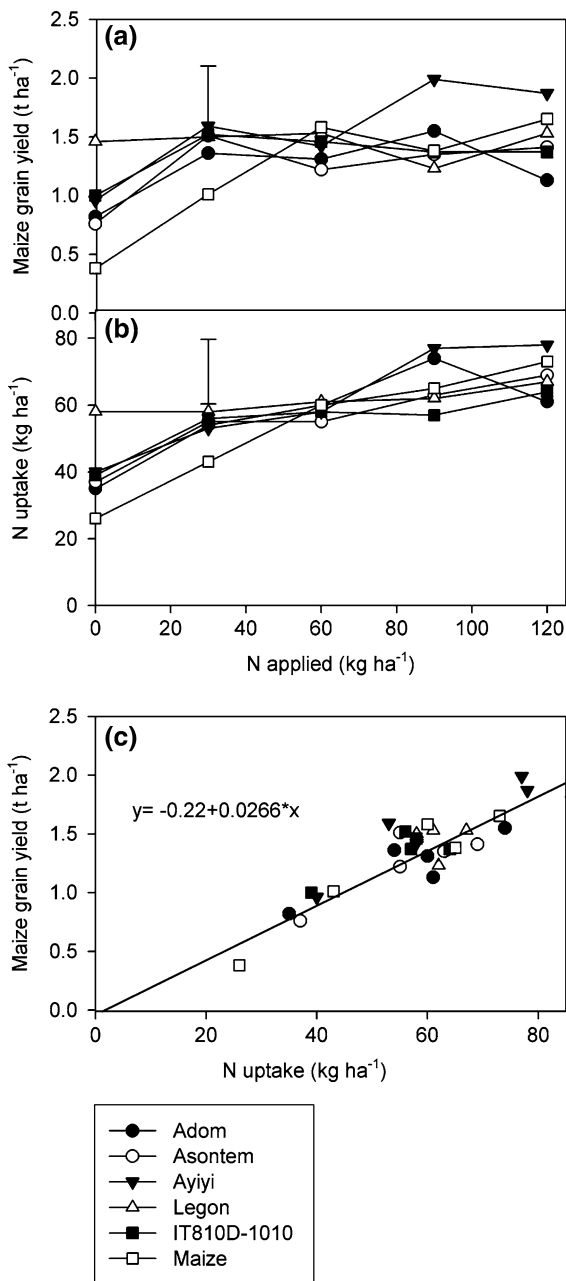 (a)
Maize grain yield (t ha-1)
2.5
2.0
1.5
1.0
0.5
0.0
(b)
N uptake (kg ha-1)
80
60
40
20
0
0 20 40 60 80 100 120
N applied (kg ha-1)
(c)
Maize grain yield (t ha-1)
2.5
2.0
1.5
1.0
0.5
0.0
y= -0.22+0.0266*x
0 20 40 60 80
N uptake (kg ha-1)
Adom
Asontem
Ayiyi
Legon
IT810D-1010
Maize